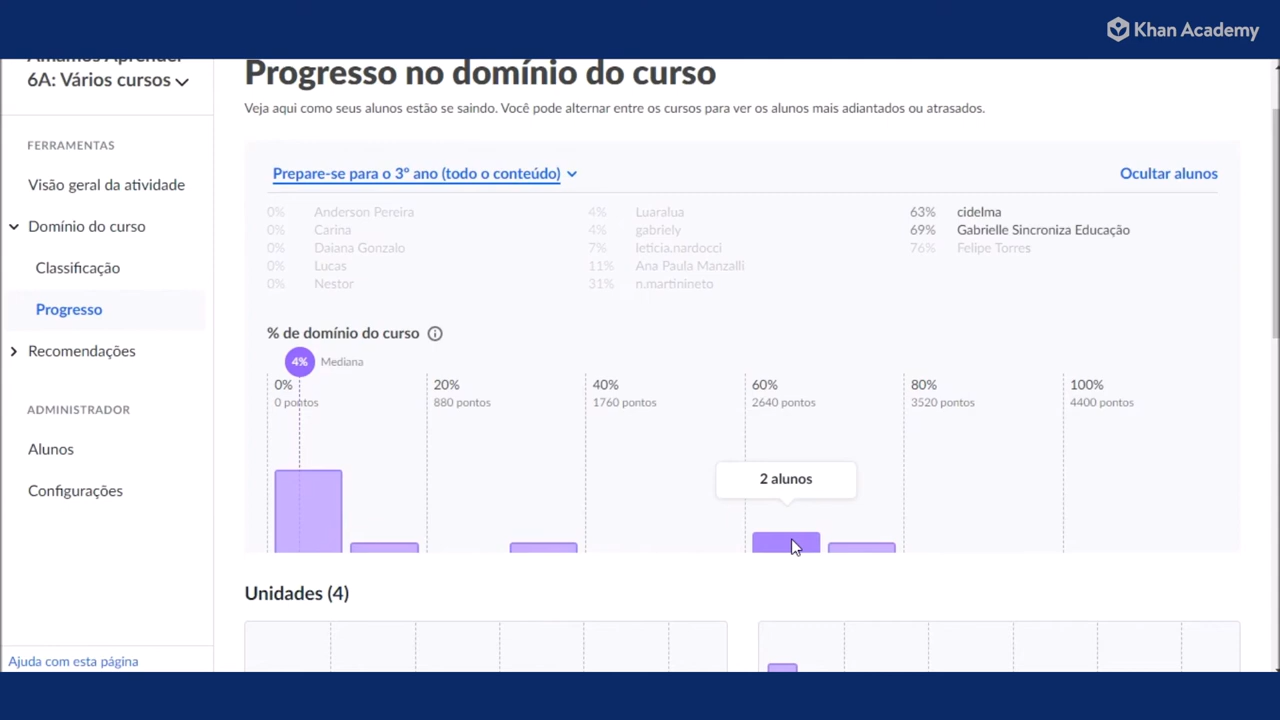 Khan Academy
Amamos Aprender
6A: Vários cursos
Progresso no domínio do curso
Veja aqui como seus alunos estão se saindo. Você pode alternar entre os cursos para ver os alunos mais adiantados ou atrasados.
FERRAMENTAS
Visão geral da atividade
Domínio do curso
Classificação
Progresso
Recomendações
ADMINISTRADOR
Alunos
Configurações
Ajuda com esta página
Prepare-se para o 3º ano (todo o conteúdo)
Ocultar alunos
0% Anderson Pereira
0% Carina
0% Daiana Gonzalo
0% Lucas
0% Nestor
4% Luaralua
4% gabriely
7% leticia.nardocci
11% Ana Paula Manzalli
31% n.martinineto
63% cidelma
69% Gabrielle Sincroniza Educação
76% Felipe Torres
% de domínio do curso
4% Mediana
0% 20% 40% 60% 80% 100%
0 pontos 880 pontos 1760 pontos 2640 pontos 3520 pontos 4400 pontos
2 alunos
Unidades (4)